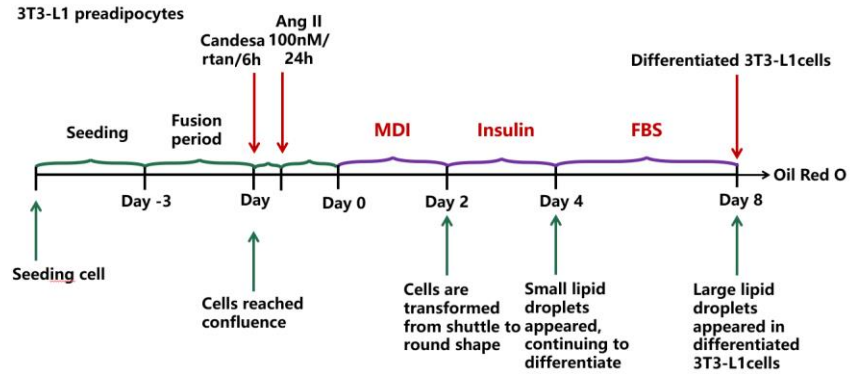 3T3-L1 preadipocytes
Candesa
rtan/6h
Ang II
100nM/
24h
Differentiated 3T3-L1cells
Seeding
Fusion
period
MDI
Insulin
FBS
Oil Red O
Day -3
Day
Day 0
Day 2
Day 4
Day 8
Seeding cell
Cells reached
confluence
Cells are
transformed
from shuttle to
round shape
Small lipid
droplets
appeared,
continuing to
differentiate
Large lipid
droplets
appeared in
differentiated
3T3-L1cells